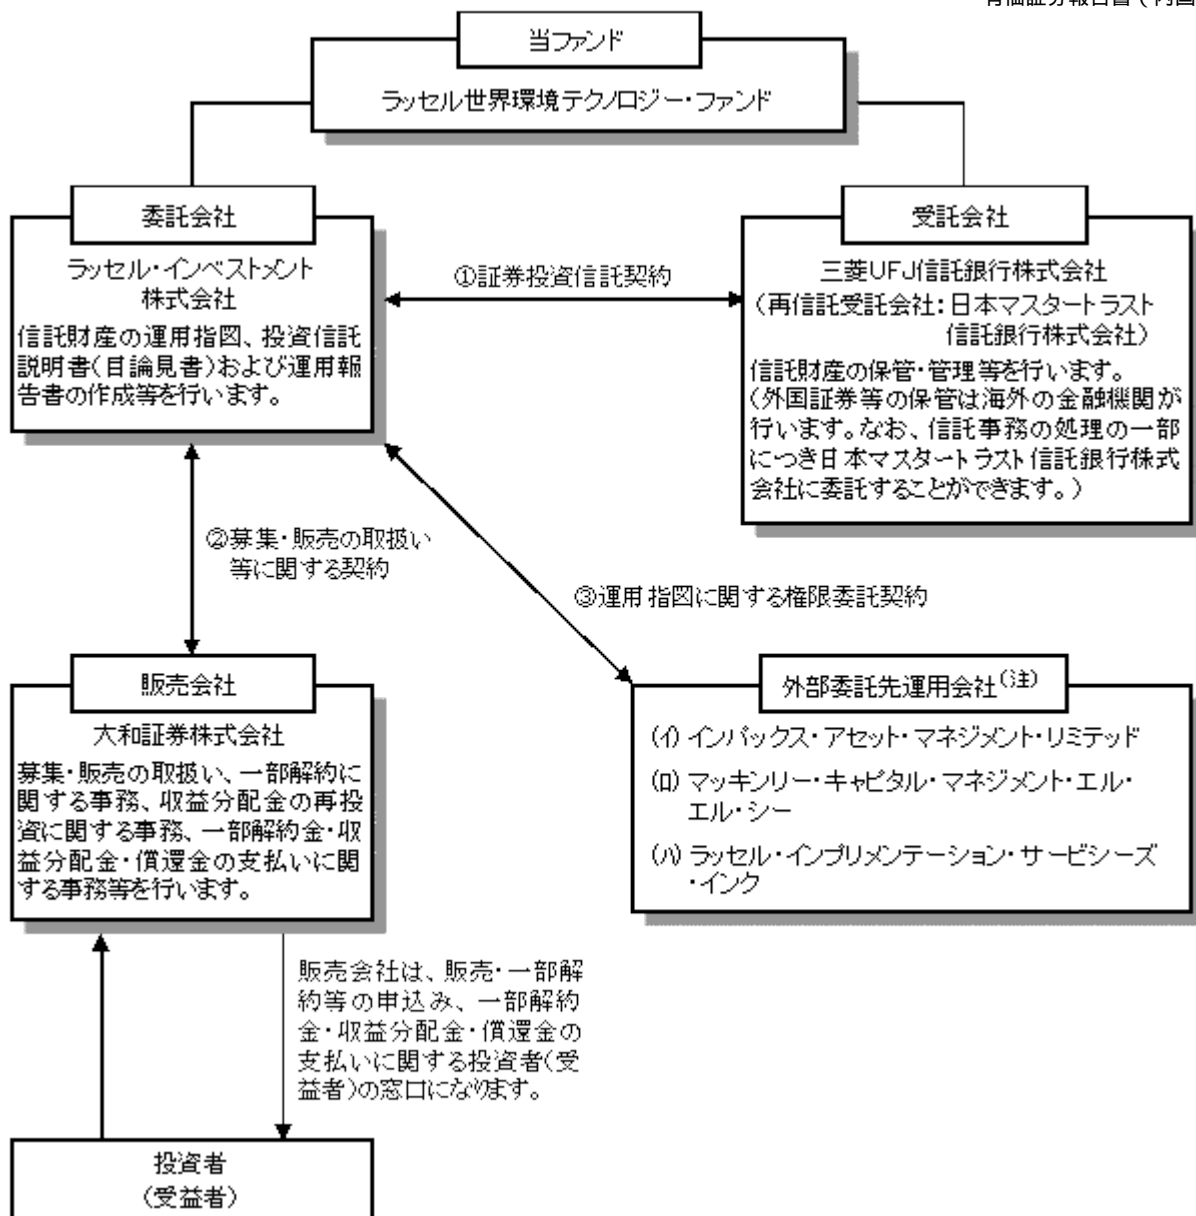 有価証券報告書（内国
当ファンド
ラッセル世界環境テクノロジー・ファンド
委託会社
ラッセル・インベストメント
株式会社
信託財産の運用指図、投資信託
説明書(目論見書)および運用報
告書の作成等を行います。
①証券投資信託契約
受託会社
三菱UFJ信託銀行株式会社
(再信託受託会社：日本マスタートラスト
信託銀行株式会社)
信託財産の保管・管理等を行います。
(外国証券等の保管は海外の金融機関が
行います。なお、信託事務の処理の一部
につき日本マスタートラスト信託銀行株式
会社に委託することができます。)
②募集・販売の取扱い
等に関する契約
③運用指図に関する権限委託契約
販売会社
大和証券株式会社
募集・販売の取扱い、一部解約に
関する事務、収益分配金の再投
資に関する事務、一部解約金・収
益分配金・償還金の支払いに関
する事務等を行います。
外部委託先運用会社(注)
(イ) インパックス・アセット・マネジメント・リミテッド
(ロ) マッキンリー・キャピタル・マネジメント・エル・
エル・シー
(ハ) ラッセル・インプリメンテーション・サービシーズ
・インク
販売会社は、販売・一部解
約等の申込み、一部解約
金・収益分配金・償還金の
支払いに関する投資者(受
益者)の窓口になります。
投資者
(受益者)